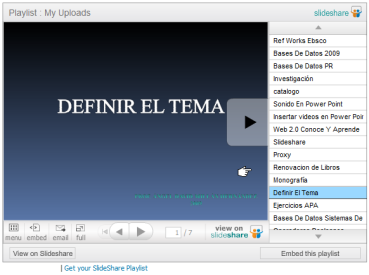 Playlist : My Uploads
slideshare
DEFINIR EL TEMA
Ref Works Ebsco
Bases De Datos 2009
Bases De Datos PR
Investigación
catalogo
Sonido En Power Point
Insertar videos en Power Poin
Web 2.0 Conoce Y Aprende
Slideshare
Proxy
Renovacion de Libros
Monografía
Definir El Tema
Ejercicios APA
Bases De Datos Sistemas De
menu
embed
email
full
1 / 7
view on
slideshare
View on Slideshare
Embed this playlist
Get your SlideShare Playlist